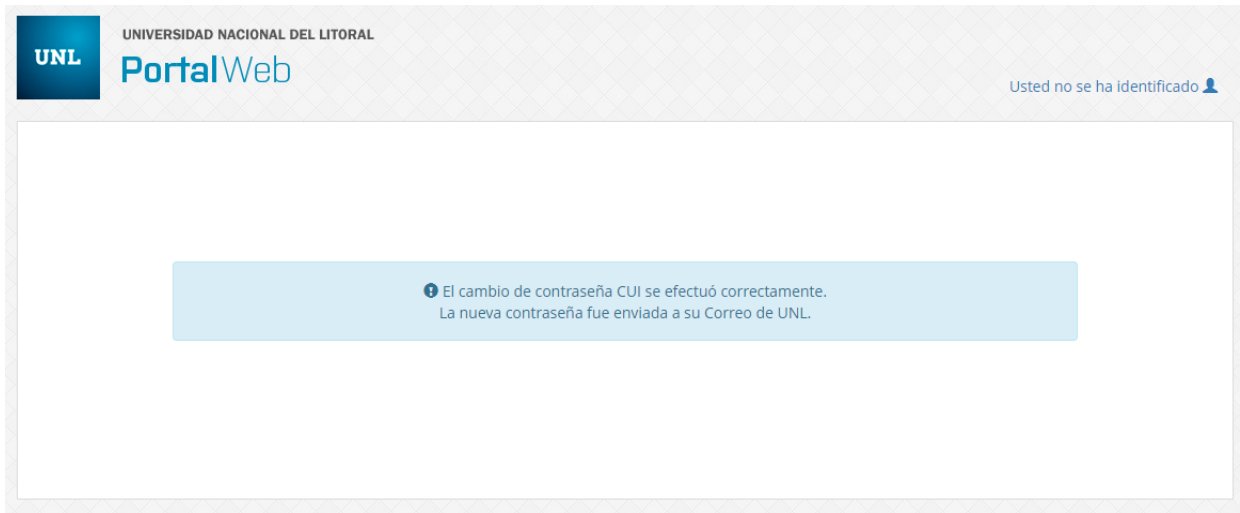 UNL
UNIVERSIDAD NACIONAL DEL LITORAL
PortalWeb
Usted no se ha identificado
El cambio de contraseña CUI se efectuó correctamente.
La nueva contraseña fue enviada a su Correo de UNL.